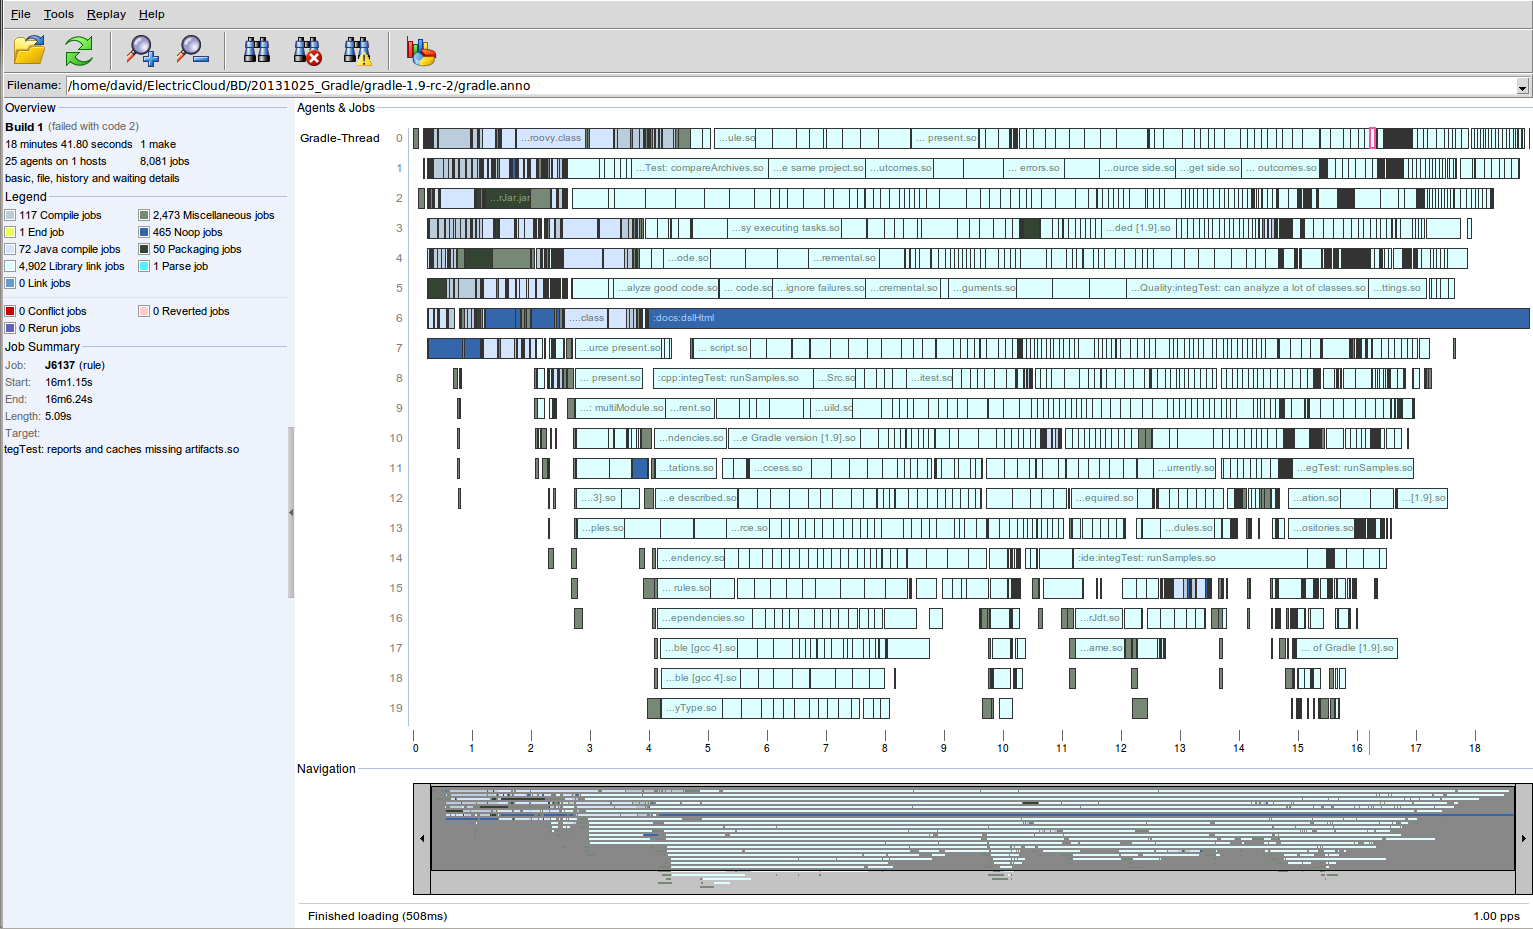 File Tools Replay Help
Filename: /home/david/ElectricCloud/BD/20131025_Gradle/gradle-1.9-rc-2/gradle.anno
Overview
Build 1 (failed with code 2)
18 minutes 41.80 seconds 1 make
25 agents on 1 hosts 8,081 jobs
basic, file, history and waiting details
Legend
117 Compile jobs 2,473 Miscellaneous jobs
1 End job 465 Noop jobs
72 Java compile jobs 50 Packaging jobs
4,902 Library link jobs 1 Parse job
0 Link jobs
0 Conflict jobs 0 Reverted jobs
0 Rerun jobs
Job Summary
Job: J6137 (rule)
Start: 16m1.15s
End: 16m6.24s
Length: 5.09s
Target:
tegTest: reports and caches missing artifacts.so
Agents & Jobs
Gradle-Thread 0 ...roovy.class ...ule.so ... present.so
1 ...Test: compareArchives.so ...e same project.so ...utcomes.so ... errors.so ...ource side.so ...get side.so ... outcomes.so
2 ...rJar.jar
3 ...sy executing tasks.so ...ded [1.9].so
4 ...ode.so ...remental.so
5 ...alyze good code.so ... code.so ...ignore failures.so ...cremental.so ...guments.so ...Quality:integTest: can analyze a lot of classes.so ...ttings.so
6 ....class :docs:dslHtml
7 ...urce present.so ... script.so
8 ... present.so :cpp:integTest: runSamples.so ...Src.so ...itest.so
9 ...: multiModule.so ...rent.so ...uild.so
10 ...ndencies.so ...e Gradle version [1.9].so
11 ...tations.so ...ccess.so ...urrently.so ...egTest: runSamples.so
12 ....3].so ...e described.so ...equired.so ...ation.so ...[1.9].so
13 ...ples.so ...rce.so ...dules.so ...ositories.so
14 ...endency.so :ide:integTest: runSamples.so
15 ... rules.so
16 ...ependencies.so ...rJdt.so
17 ...ble [gcc 4].so ...ame.so ... of Gradle [1.9].so
18 ...ble [gcc 4].so
19 ...yType.so
0 1 2 3 4 5 6 7 8 9 10 11 12 13 14 15 16 17 18
Navigation
Finished loading (508ms) 1.00 pps